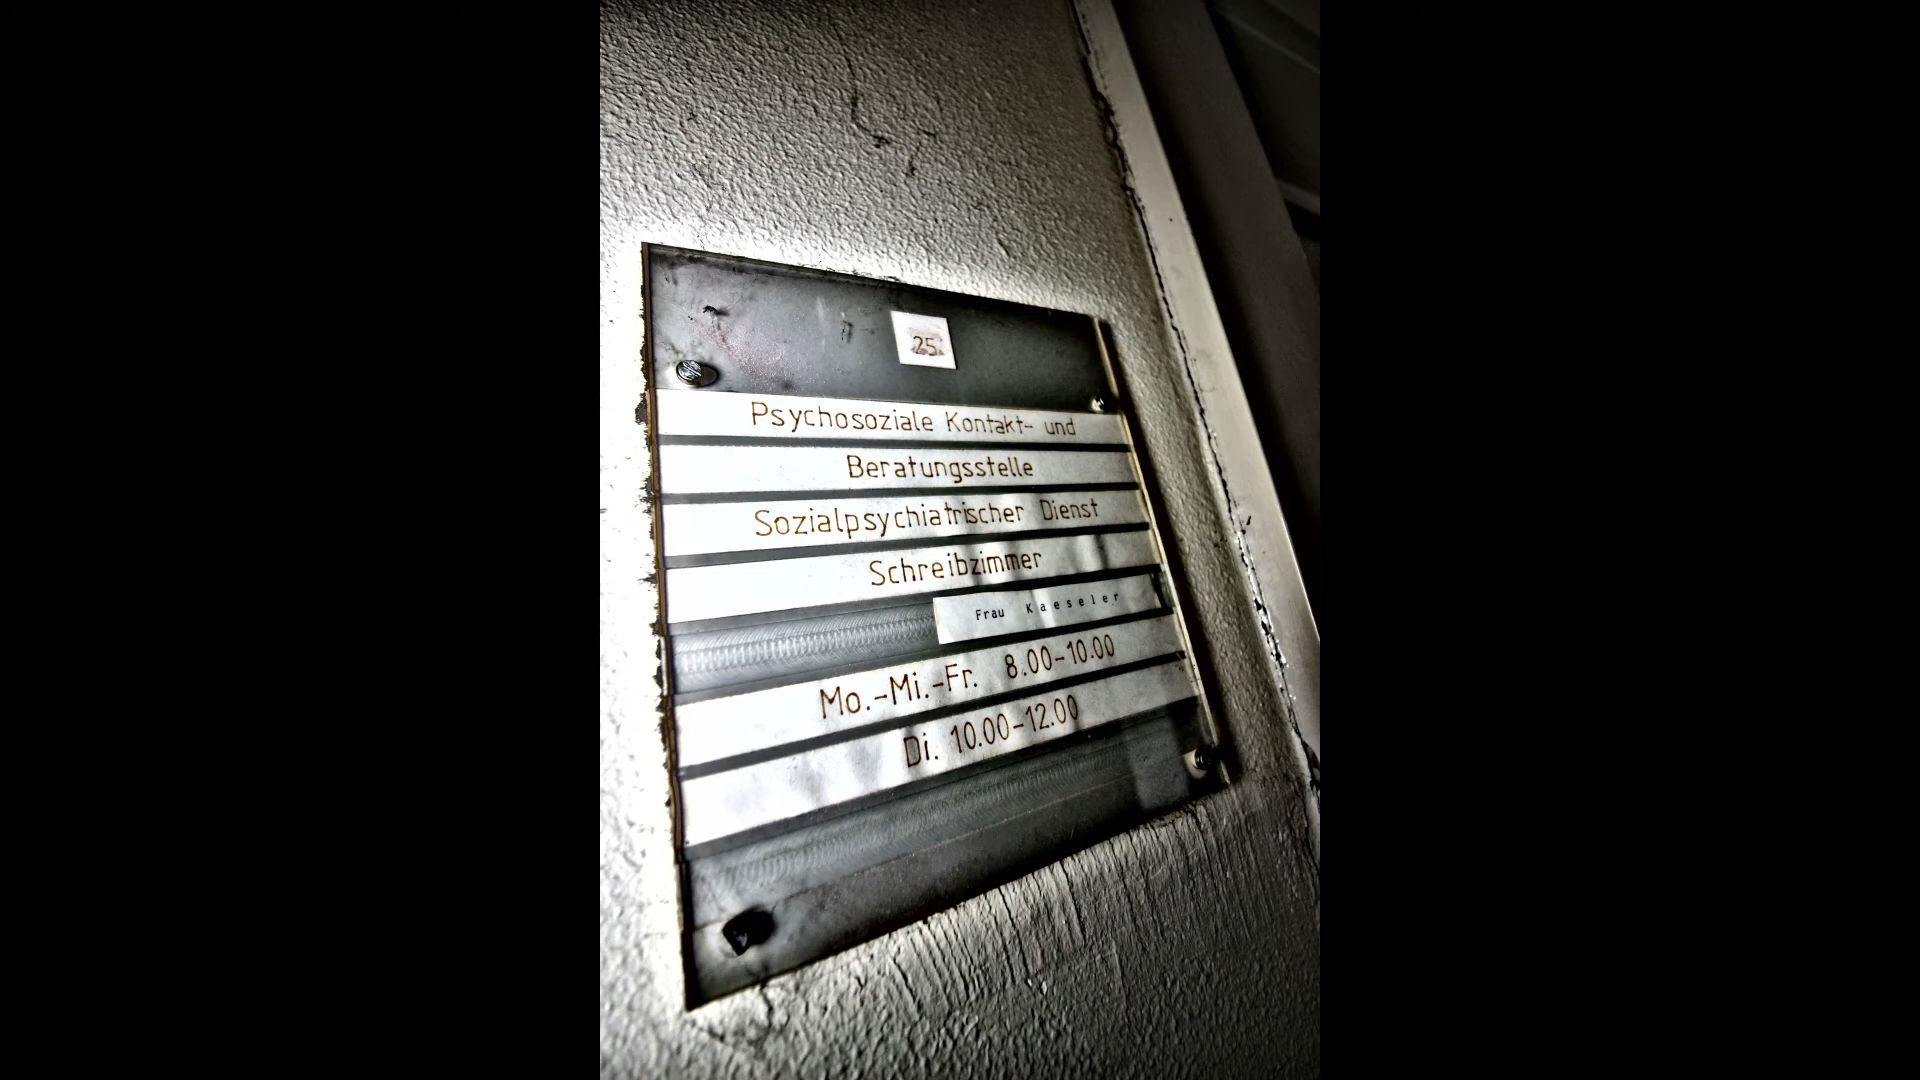 25
Psychosoziale Kontakt- und
Beratungsstelle
Sozialpsychiatrischer Dienst
Schreibzimmer
Frau Kaeseler
Mo.-Mi.-Fr. 8.00-10.00
Di. 10.00-12.00